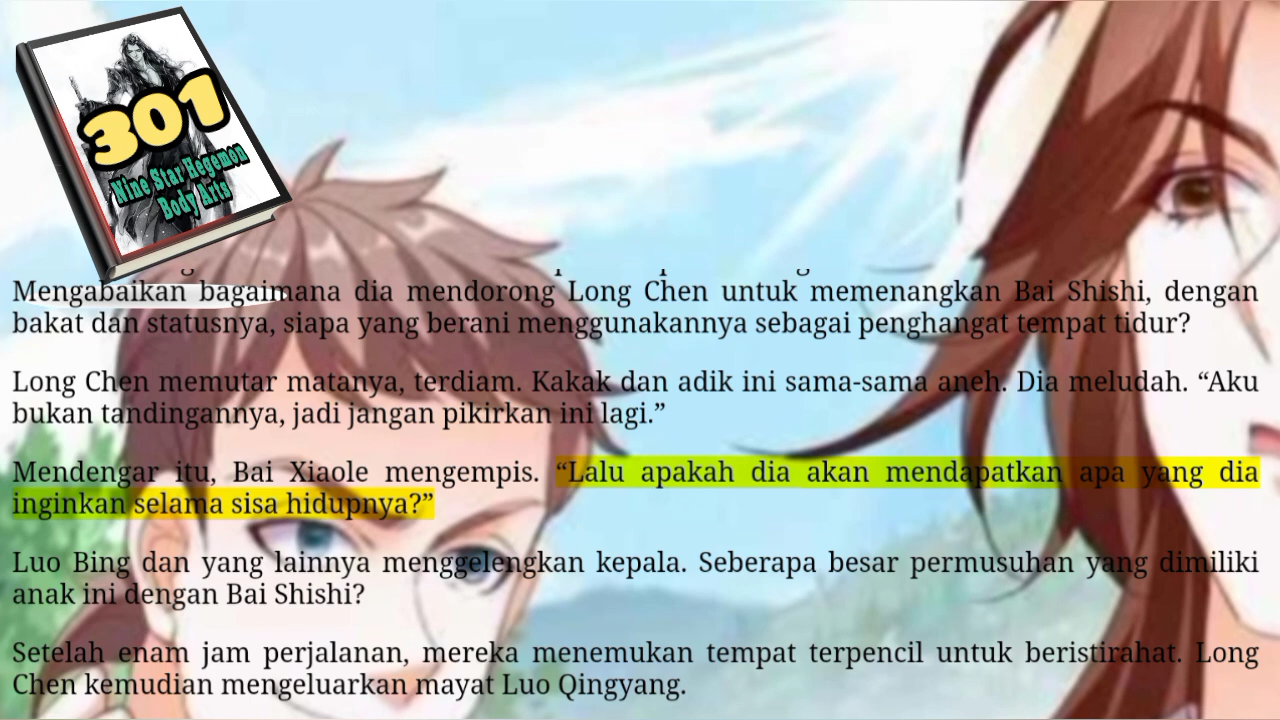 301
Nine Star Hegemon
Body Arts
Mengabaikan bagaimana dia mendorong Long Chen untuk memenangkan Bai Shishi, dengan
bakat dan statusnya, siapa yang berani menggunakannya sebagai penghangat tempat tidur?
Long Chen memutar matanya, terdiam. Kakak dan adik ini sama-sama aneh. Dia meludah. “Aku
bukan tandingannya, jadi jangan pikirkan ini lagi.”
Mendengar itu, Bai Xiaole mengempis. “Lalu apakah dia akan mendapatkan apa yang dia
inginkan selama sisa hidupnya?”
Luo Bing dan yang lainnya menggelengkan kepala. Seberapa besar permusuhan yang dimiliki
anak ini dengan Bai Shishi?
Setelah enam jam perjalanan, mereka menemukan tempat terpencil untuk beristirahat. Long
Chen kemudian mengeluarkan mayat Luo Qingyang.